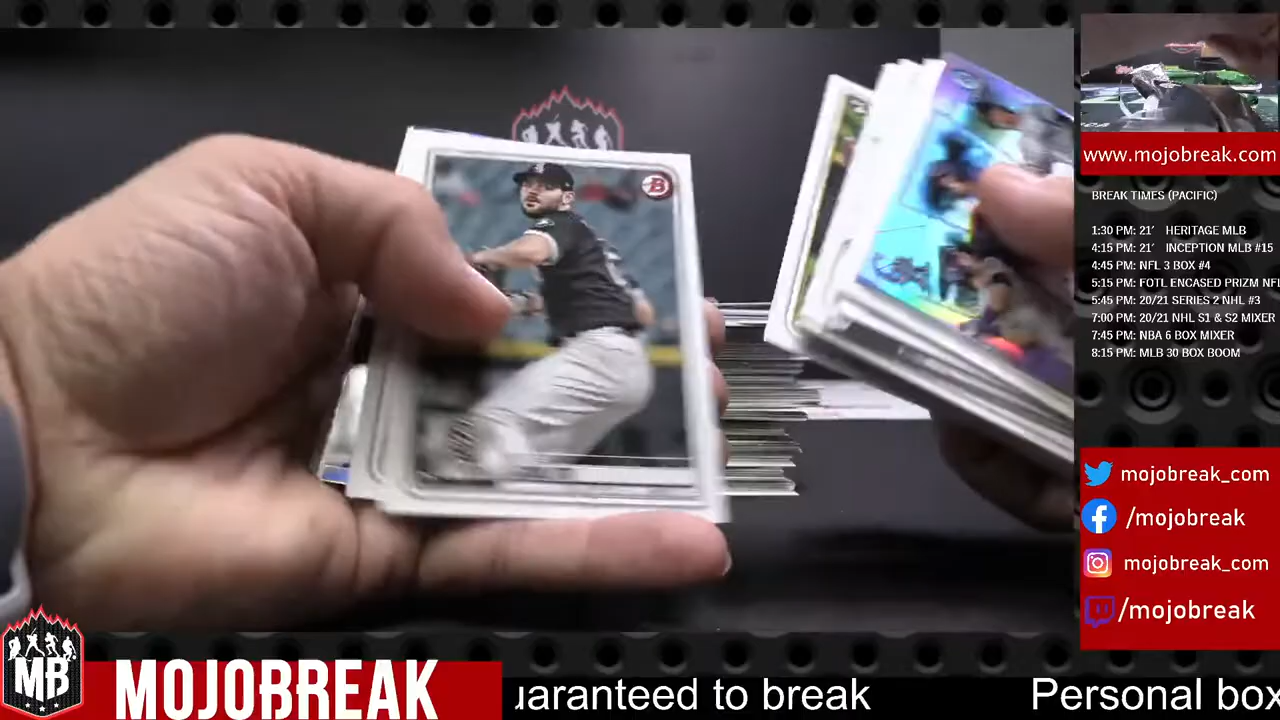 www.mojobreak.com
BREAK TIMES (PACIFIC)
1:30 PM: 21' HERITAGE MLB
4:15 PM: 21' INCEPTION MLB #15
4:45 PM: NFL 3 BOX #4
5:15 PM: FOTL ENCASED PRIZM NFL
5:45 PM: 20/21 SERIES 2 NHL #3
7:00 PM: 20/21 NHL S1 & S2 MIXER
7:45 PM: NBA 6 BOX MIXER
8:15 PM: MLB 30 BOX BOOM
mojobreak_com
/mojobreak
mojobreak_com
/mojobreak
B
MB
MOJOBREAK
uaranteed to break
Personal box